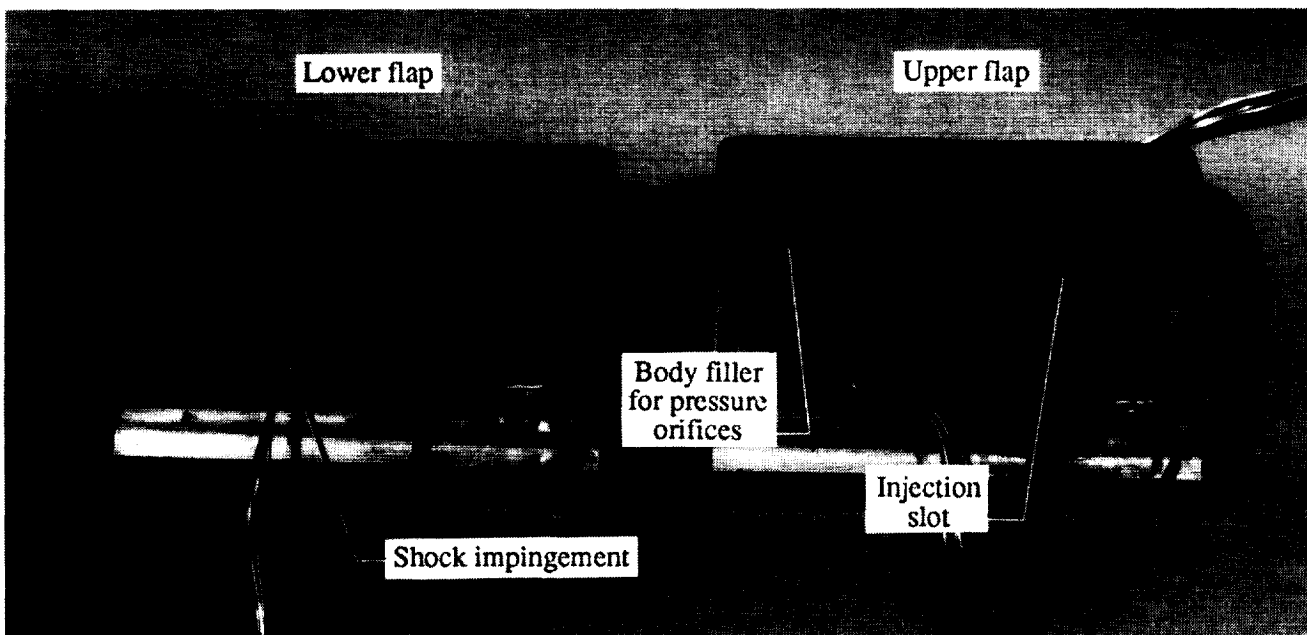 Lower flap
Upper flap
Body filler
for pressure
orifices
Injection
slot
Shock impingement